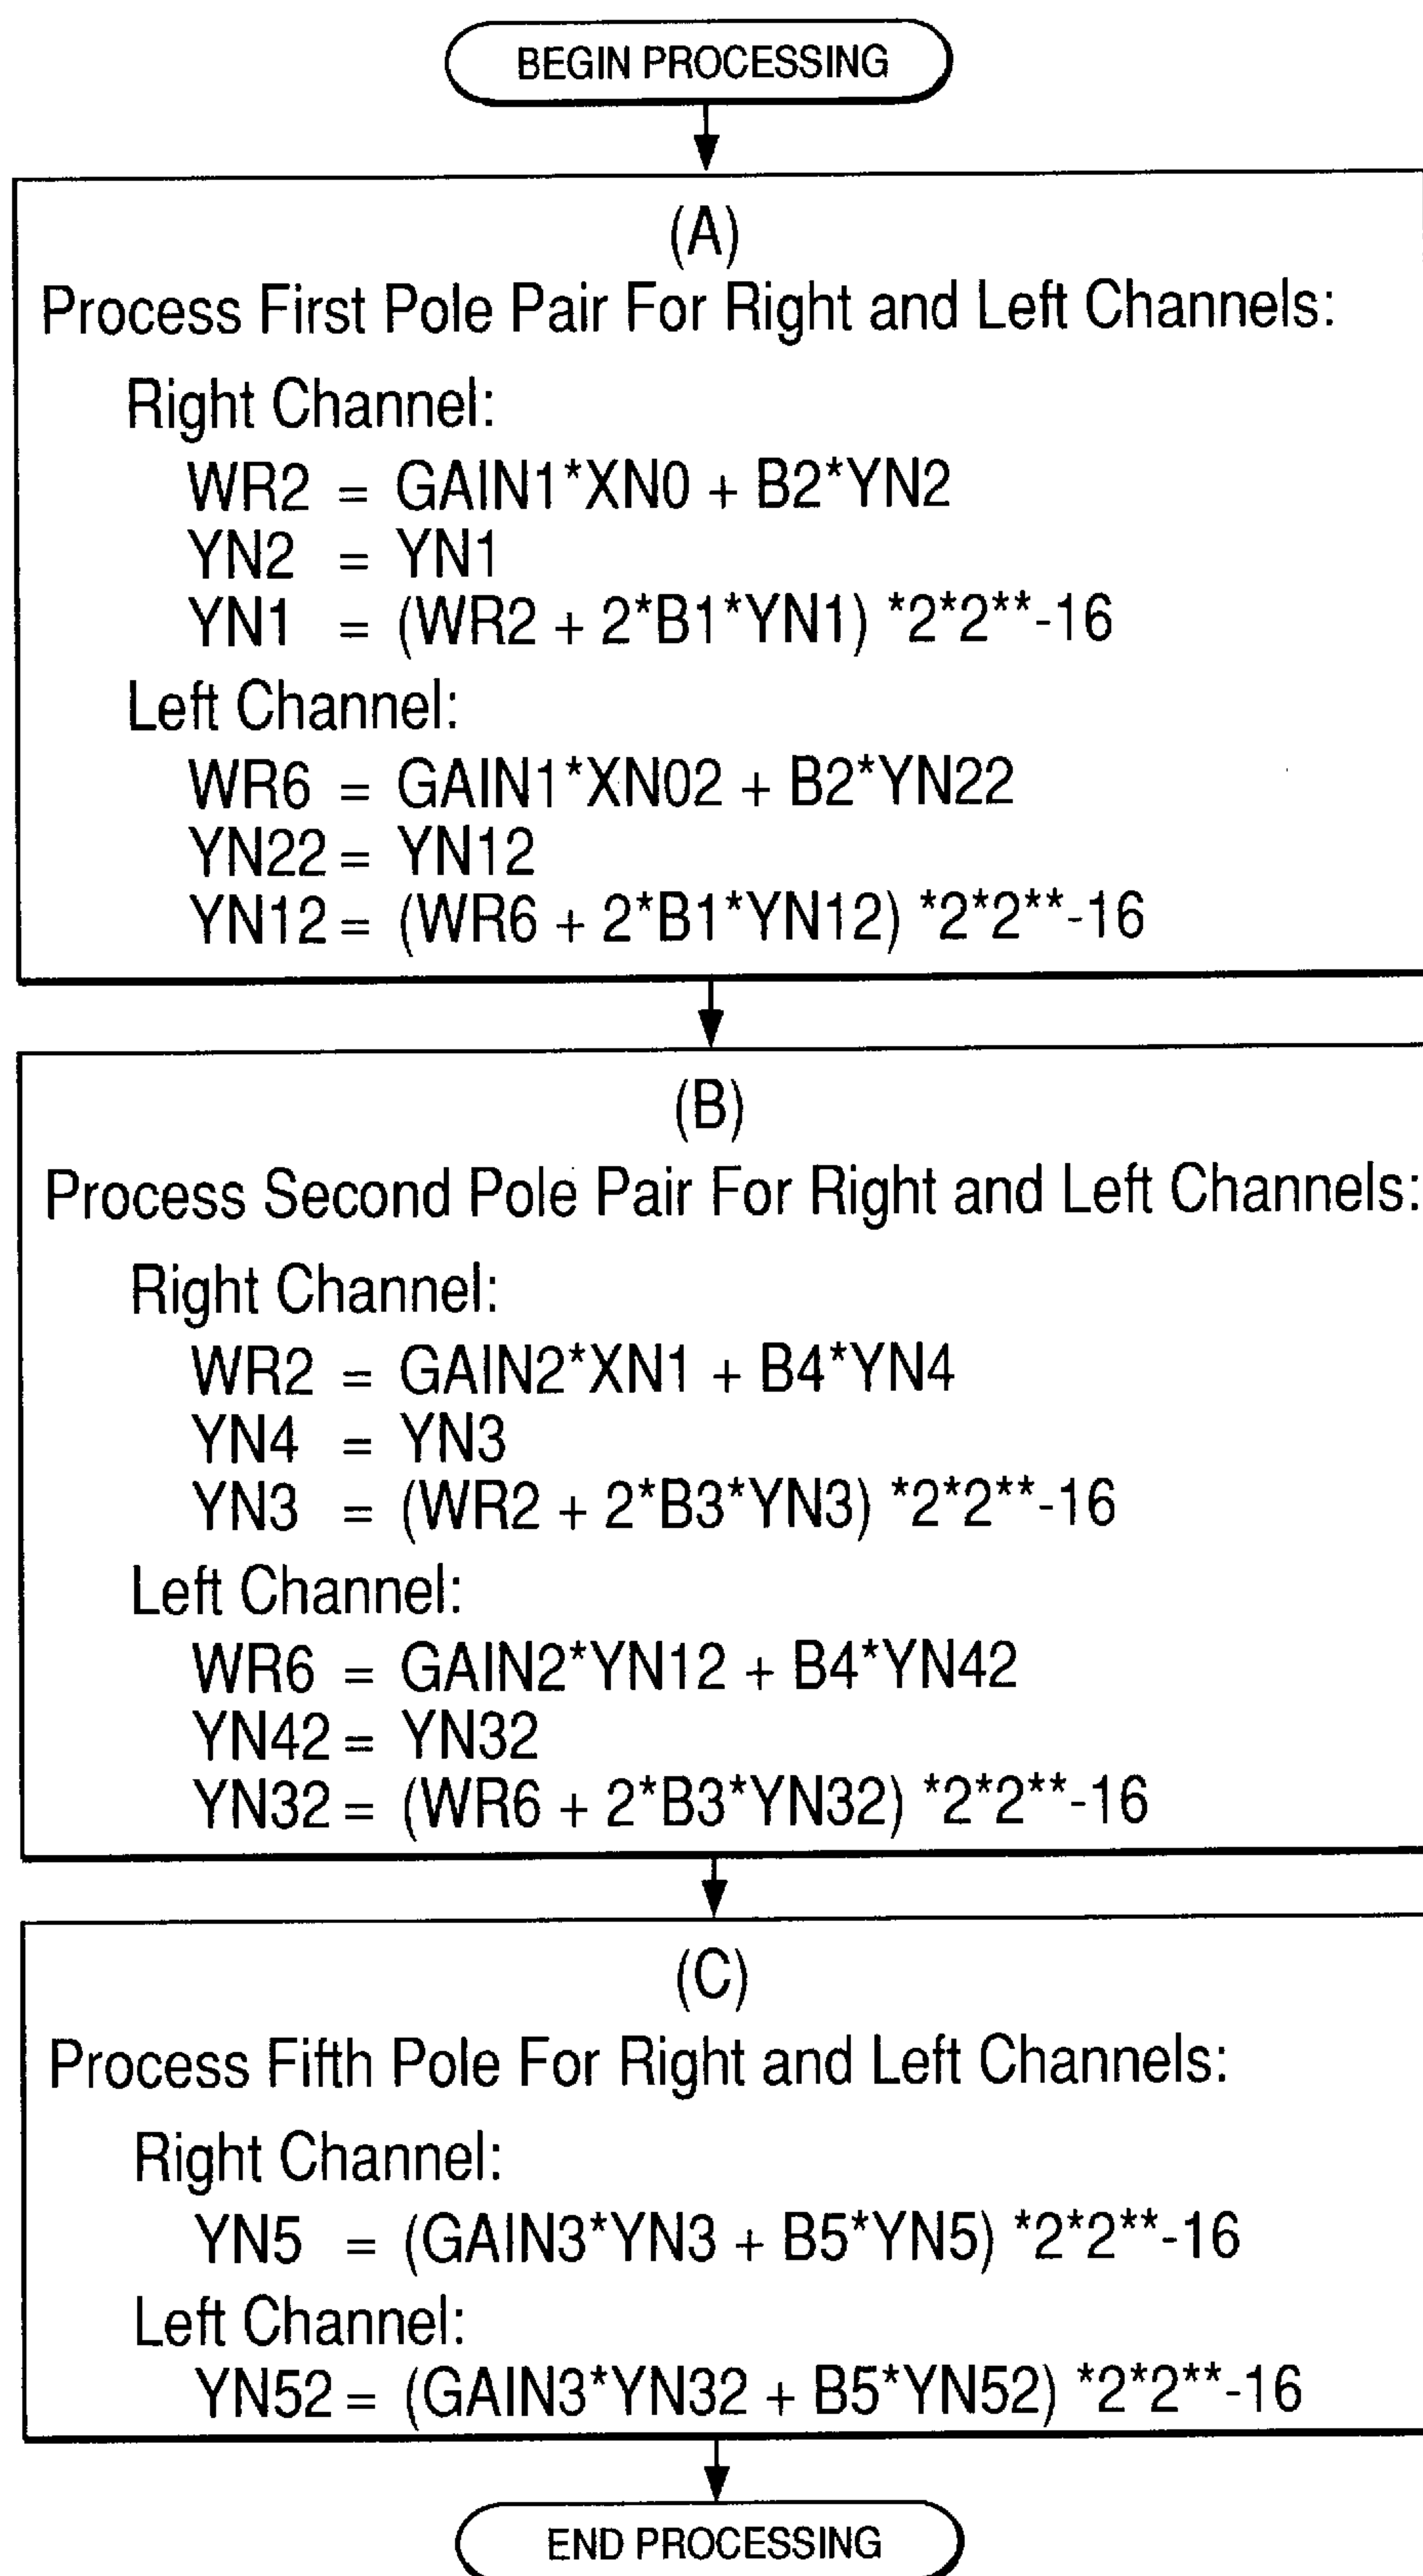 BEGIN PROCESSING
(A)
Process First Pole Pair For Right and Left Channels:
Right Channel:
WR2 = GAIN1*XN0 + B2*YN2
YN2 = YN1
YN1 = (WR2 + 2*B1*YN1) *2*2**-16
Left Channel:
WR6 = GAIN1*XN02 + B2*YN22
YN22 = YN12
YN12 = (WR6 + 2*B1*YN12) *2*2**-16
(B)
Process Second Pole Pair For Right and Left Channels:
Right Channel:
WR2 = GAIN2*XN1 + B4*YN4
YN4 = YN3
YN3 = (WR2 + 2*B3*YN3) *2*2**-16
Left Channel:
WR6 = GAIN2*YN12 + B4*YN42
YN42 = YN32
YN32 = (WR6 + 2*B3*YN32) *2*2**-16
(C)
Process Fifth Pole For Right and Left Channels:
Right Channel:
YN5 = (GAIN3*YN3 + B5*YN5) *2*2**-16
Left Channel:
YN52 = (GAIN3*YN32 + B5*YN52) *2*2**-16
END PROCESSING